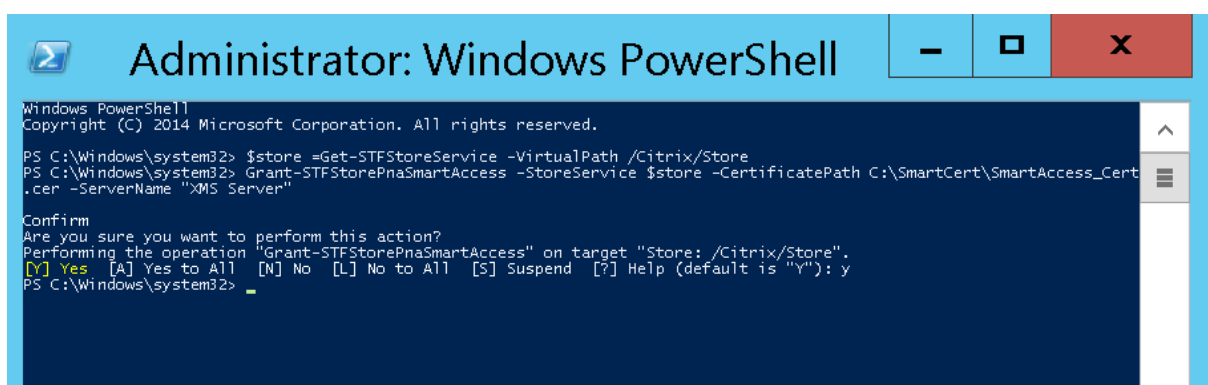 Administrator: Windows PowerShell
Windows PowerShell
Copyright (C) 2014 Microsoft Corporation. All rights reserved.
PS C:\Windows\system32> $store =Get-STFStoreService -VirtualPath /Citrix/Store
PS C:\Windows\system32> Grant-STFStorePnaSmartAccess -StoreService $store -CertificatePath C:\SmartCert\SmartAccess_Cert
.cer -ServerName "XMS Server"
Confirm
Are you sure you want to perform this action?
Performing the operation "Grant-STFStorePnaSmartAccess" on target "Store: /Citrix/Store".
[Y] Yes  [A] Yes to All  [N] No  [L] No to All  [S] Suspend  [?] Help (default is "Y"): y
PS C:\Windows\system32> _